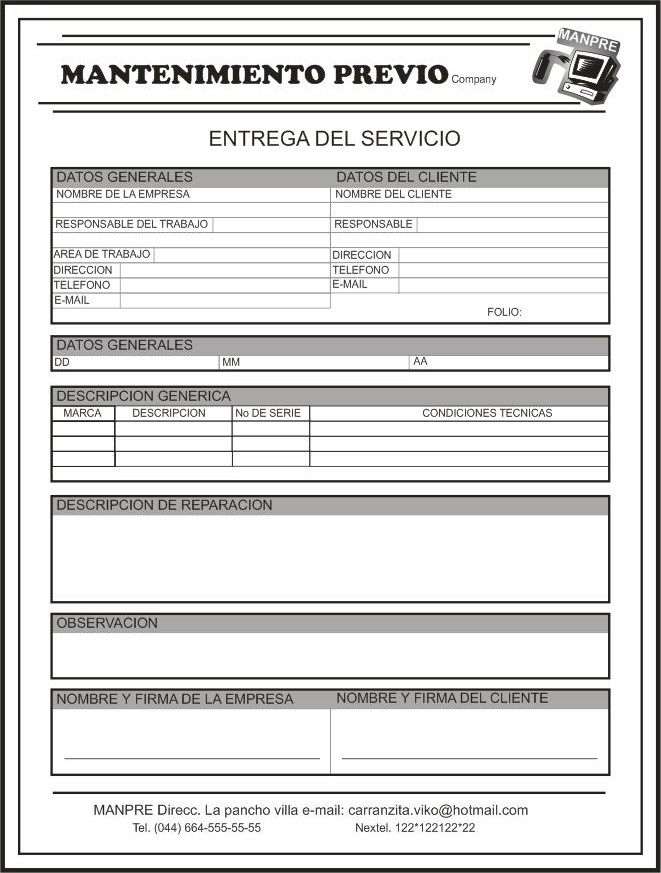 MANPRE
MANTENIMIENTO PREVIO Company
ENTREGA DEL SERVICIO
DATOS GENERALES DATOS DEL CLIENTE
NOMBRE DE LA EMPRESA NOMBRE DEL CLIENTE
RESPONSABLE DEL TRABAJO RESPONSABLE
AREA DE TRABAJO DIRECCION
DIRECCION TELEFONO
TELEFONO E-MAIL
E-MAIL
FOLIO:
DATOS GENERALES
DD MM AA
DESCRIPCION GENERICA
MARCA DESCRIPCION No DE SERIE CONDICIONES TECNICAS
DESCRIPCION DE REPARACION
OBSERVACION
NOMBRE Y FIRMA DE LA EMPRESA NOMBRE Y FIRMA DEL CLIENTE
MANPRE Direcc. La pancho villa e-mail: carranzita.viko@hotmail.com
Tel. (044) 664-555-55-55 Nextel. 122*122122*22